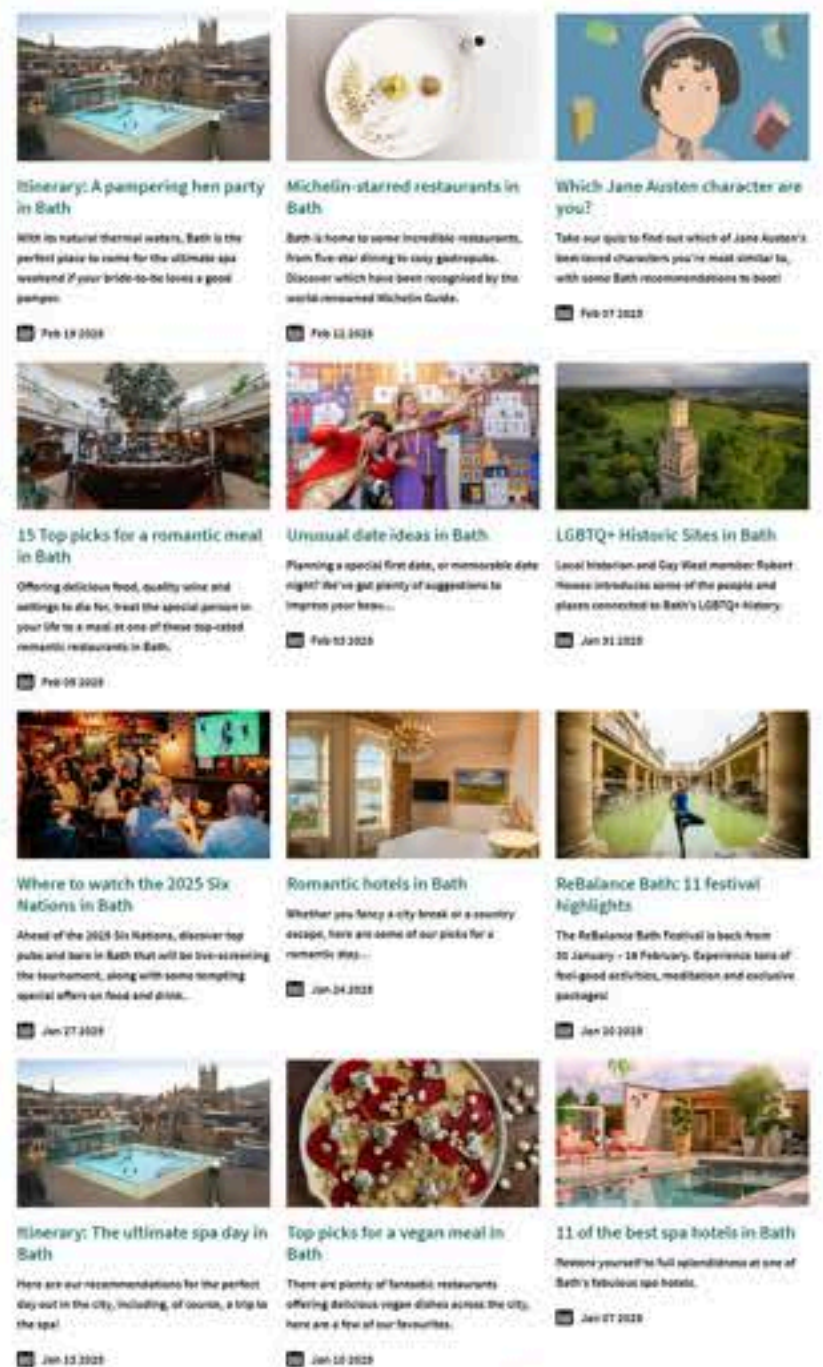 Itinerary: A pampering hen party
in Bath
With its natural thermal waters, Bath is the
perfect place to come for the ultimate spa
weekend if your bride-to-be loves a good
pamper.
Feb 19 2025
Michelin-starred restaurants in
Bath
Bath is home to some incredible restaurants,
from five-star dining to cosy gastropubs.
Discover which have been recognised by the
world-renowned Michelin Guide.
Feb 12 2025
Which Jane Austen character are
you?
Take our quiz to find out which of Jane Austen's
best-loved characters you're most similar to,
with some Bath recommendations to boot!
Feb 07 2025
15 Top picks for a romantic meal
in Bath
Offering delicious food, quality wine and
settings to die for, treat the special person in
your life to a meal at one of these top-rated
romantic restaurants in Bath.
Feb 05 2025
Unusual date ideas in Bath
Planning a special first date, or memorable date
night? We've got plenty of suggestions to
impress your beau...
Feb 03 2025
LGBTQ+ Historic Sites in Bath
Local historian and Gay West member Robert
Howes introduces some of the people and
places connected to Bath's LGBTQ+ history.
Jan 31 2025
Where to watch the 2025 Six
Nations in Bath
Ahead of the 2025 Six Nations, discover top
pubs and bars in Bath that will be live-screening
the tournament, along with some tempting
special offers on food and drink.
Jan 27 2025
Romantic hotels in Bath
Whether you fancy a city break or a country
escape, here are some of our picks for a
romantic stay...
Jan 24 2025
ReBalance Bath: 11 festival
highlights
The ReBalance Bath Festival is back from
31 January – 16 February. Experience tons of
feel-good activities, meditation and exclusive
packages!
Jan 20 2025
Itinerary: The ultimate spa day in
Bath
Here are our recommendations for the perfect
day out in the city, including, of course, a trip to
the spa!
Jan 13 2025
Top picks for a vegan meal in
Bath
There are plenty of fantastic restaurants
offering delicious vegan dishes across the city,
here are a few of our favourites.
Jan 10 2025
11 of the best spa hotels in Bath
Restore yourself to full splendidness at one of
Bath's fabulous spa hotels.
Jan 07 2025